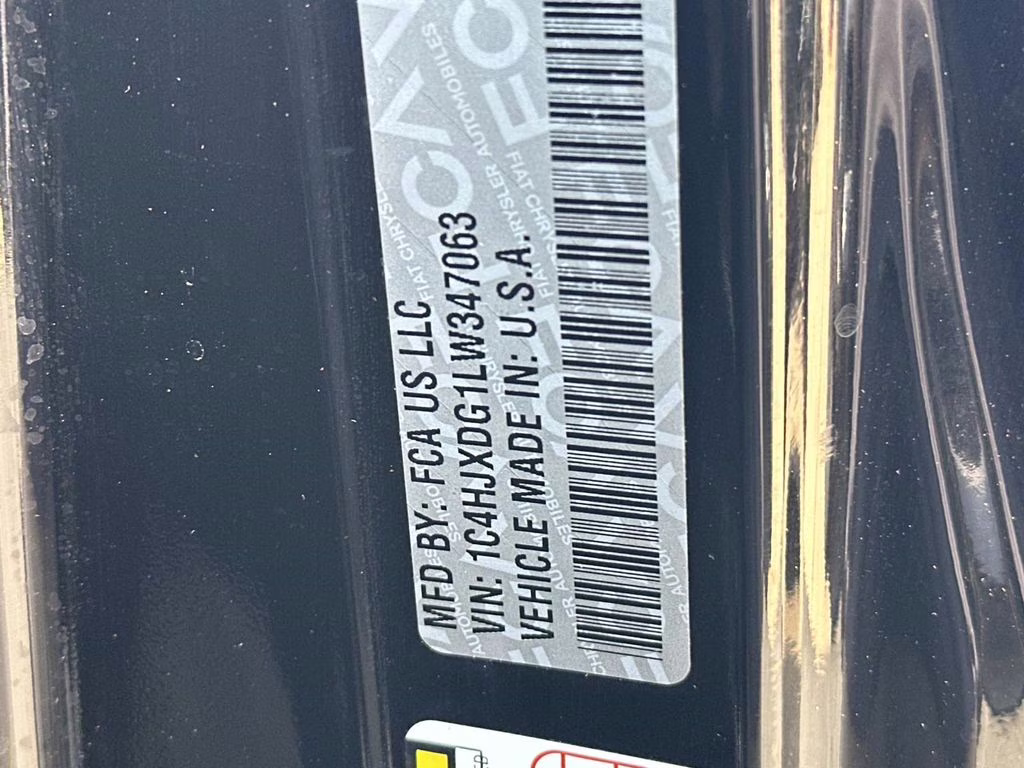 MFD BY: FCA US LLC
VIN: 1C4HJXDG1LW347063
VEHICLE MADE IN: U.S.A.